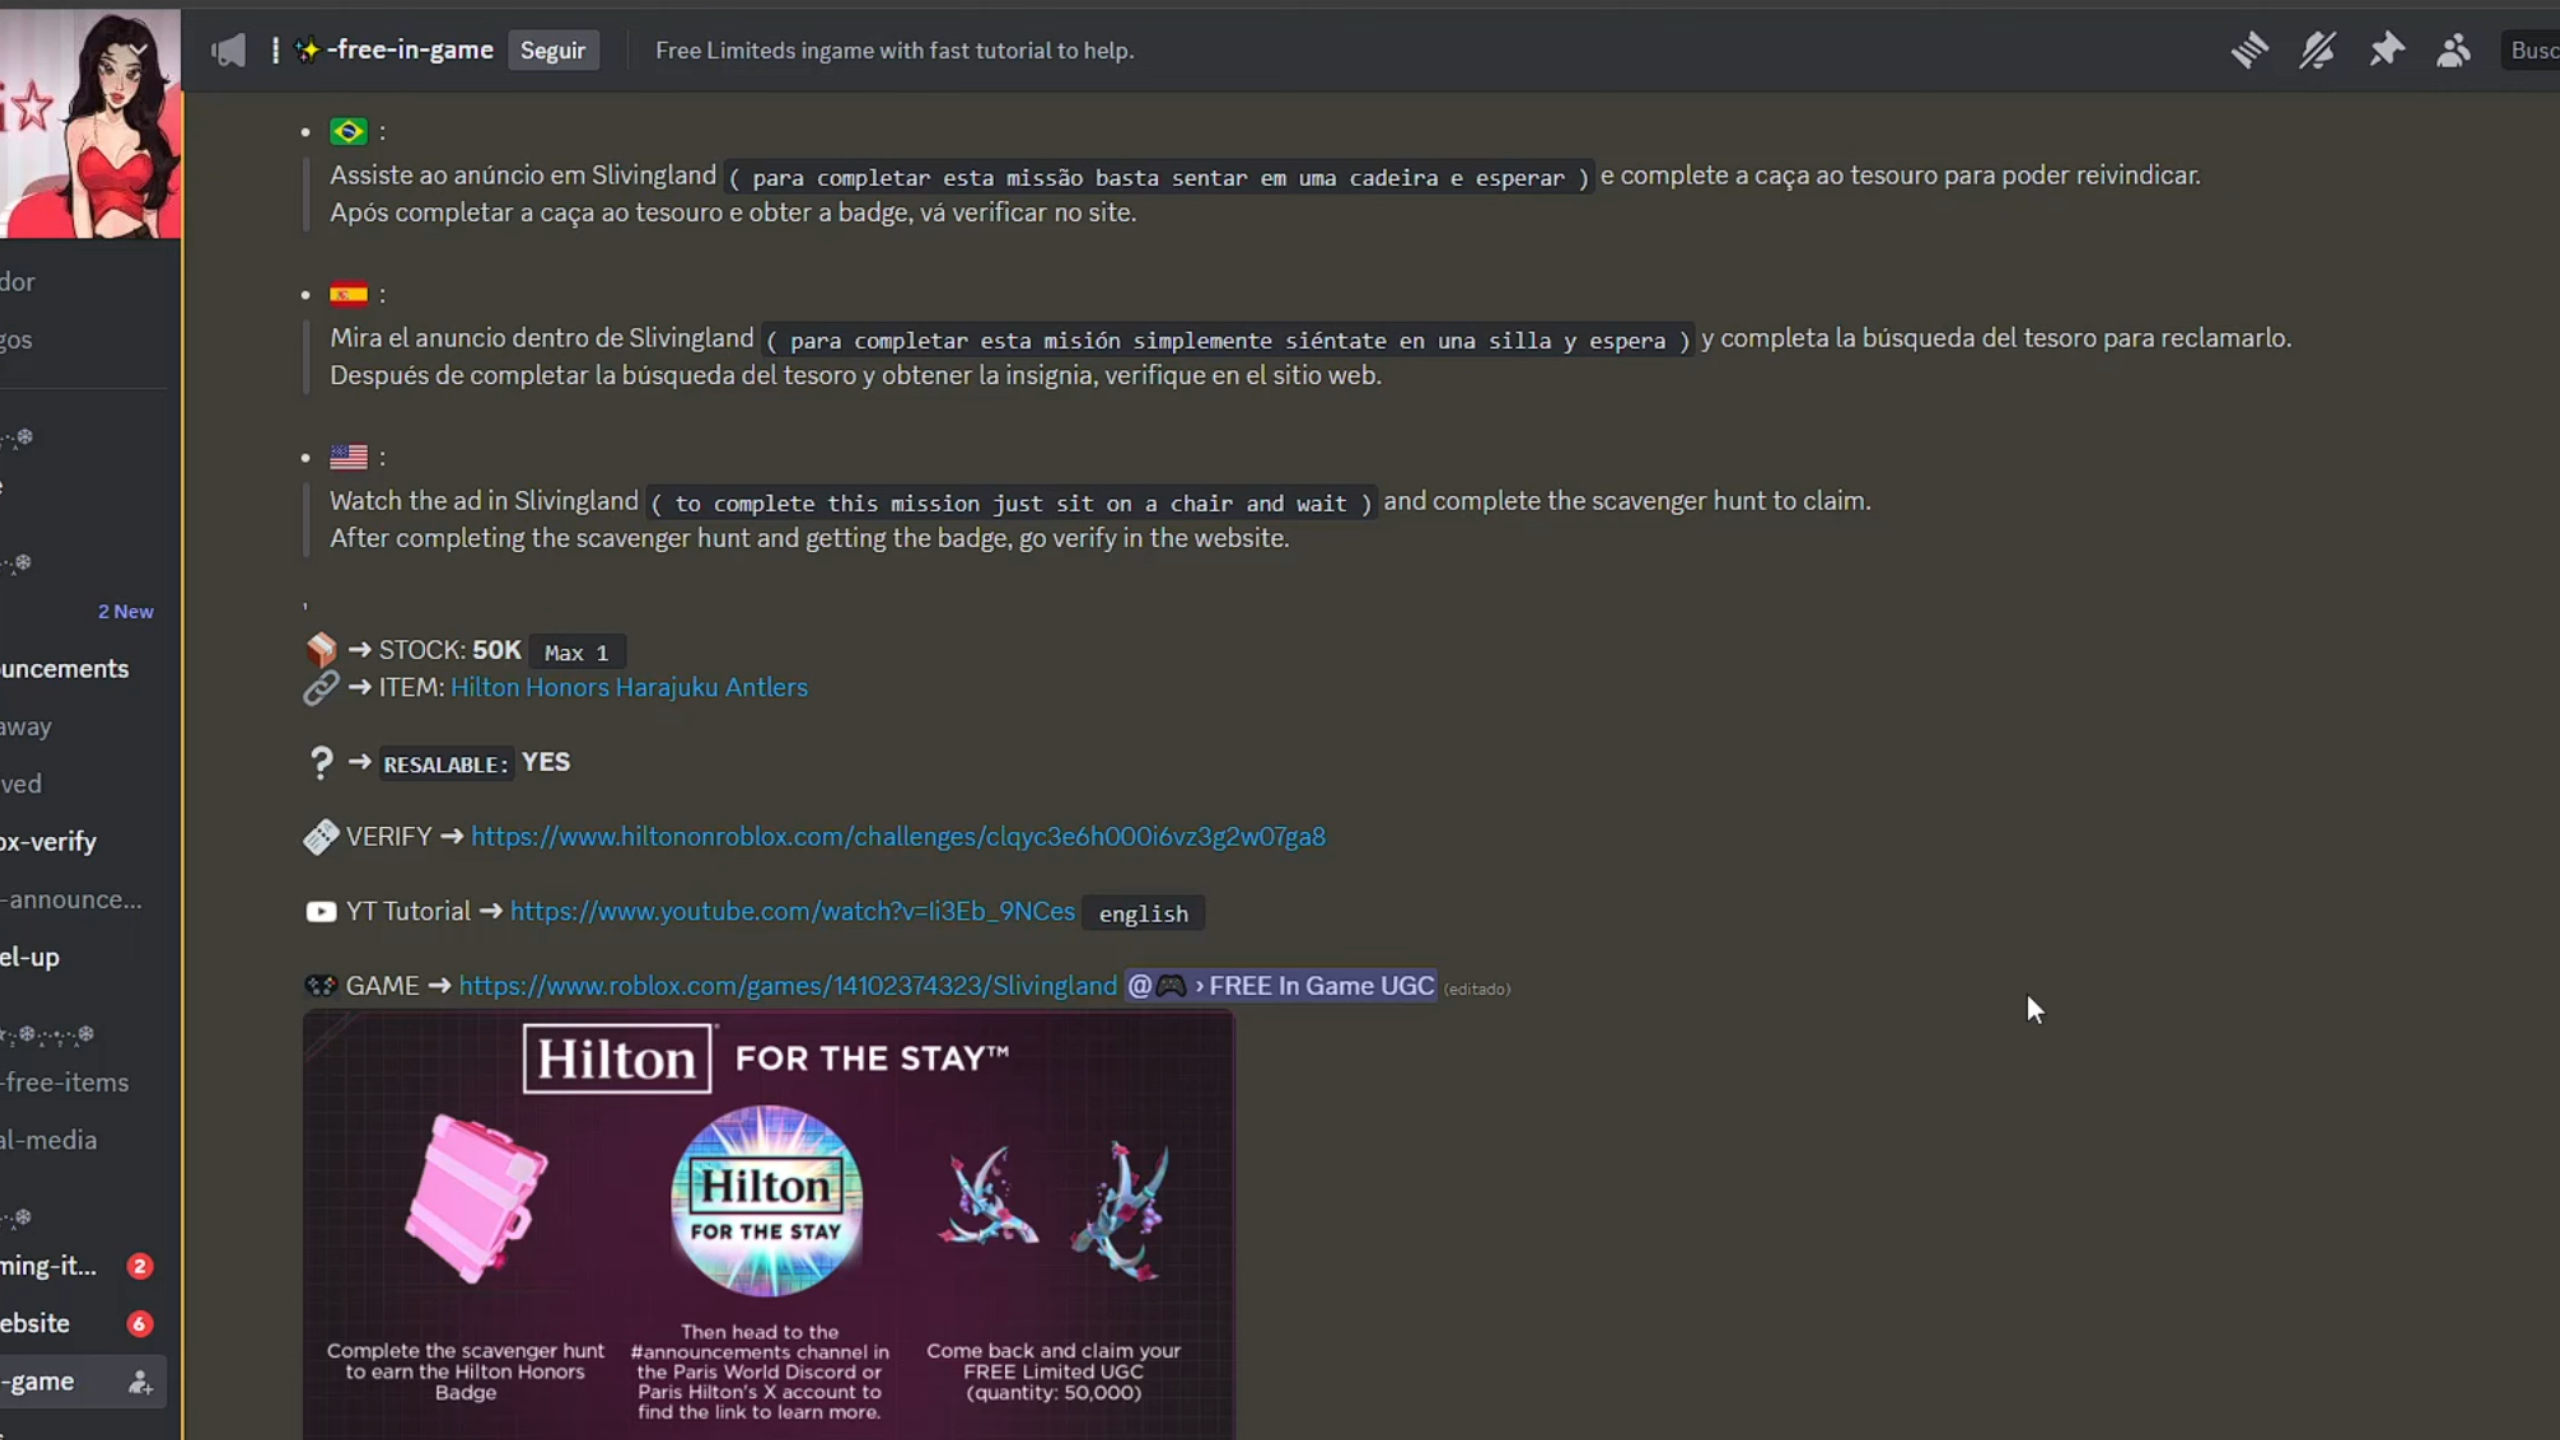 -free-in-game Seguir Free Limiteds ingame with fast tutorial to help. Busc
i☆
• 🇧🇷 :
Assiste ao anúncio em Slivingland ( para completar esta missão basta sentar em uma cadeira e esperar ) e complete a caça ao tesouro para poder reivindicar.
Após completar a caça ao tesouro e obter a badge, vá verificar no site.
• 🇪🇸 :
Mira el anuncio dentro de Slivingland ( para completar esta misión simplemente siéntate en una silla y espera ) y completa la búsqueda del tesoro para reclamarlo.
Después de completar la búsqueda del tesoro y obtener la insignia, verifique en el sitio web.
• 🇺🇸 :
Watch the ad in Slivingland ( to complete this mission just sit on a chair and wait ) and complete the scavenger hunt to claim.
After completing the scavenger hunt and getting the badge, go verify in the website.
'
➜ STOCK: 50K Max 1
➜ ITEM: Hilton Honors Harajuku Antlers
? ➜ RESALABLE: YES
VERIFY ➜ https://www.hiltononroblox.com/challenges/clqyc3e6h000i6vz3g2w07ga8
YT Tutorial ➜ https://www.youtube.com/watch?v=Ii3Eb_9NCes english
GAME ➜ https://www.roblox.com/games/14102374323/Slivingland @🎮 › FREE In Game UGC (editado)
Hilton FOR THE STAY™
Hilton
FOR THE STAY
Complete the scavenger hunt
to earn the Hilton Honors
Badge
Then head to the
#announcements channel in
the Paris World Discord or
Paris Hilton's X account to
find the link to learn more.
Come back and claim your
FREE Limited UGC
(quantity: 50,000)
dor
gos
e
2 New
uncements
away
ved
ox-verify
-announce...
el-up
-free-items
al-media
ming-it... 2
ebsite 6
-game